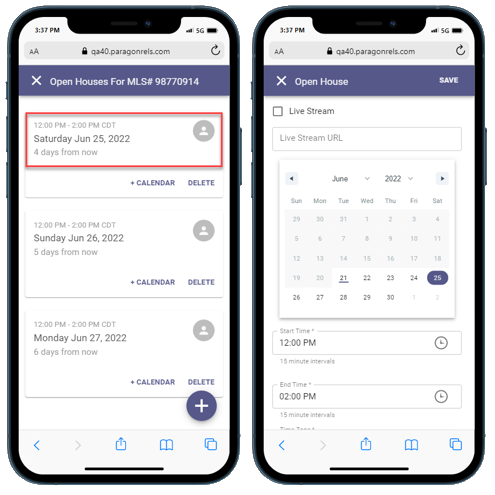 3:37 PM
5G
AA
qa40.paragonrels.com
Open Houses For MLS# 98770914
12:00 PM - 2:00 PM CDT
Saturday Jun 25, 2022
4 days from now
+ CALENDAR DELETE
12:00 PM - 2:00 PM CDT
Sunday Jun 26, 2022
5 days from now
+ CALENDAR DELETE
12:00 PM - 2:00 PM CDT
Monday Jun 27, 2022
6 days from now
+ CALENDAR DELETE
3:37 PM
5G
AA
qa40.paragonrels.com
Open House SAVE
Live Stream
Live Stream URL
June 2022
Sun Mon Tue Wed Thu Fri Sat
29 30 31 1 2 3 4
5 6 7 8 9 10 11
12 13 14 15 16 17 18
19 20 21 22 23 24 25
26 27 28 29 30 1 2
Start Time *
12:00 PM
15 minute intervals
End Time *
02:00 PM
15 minute intervals
Time Zone *